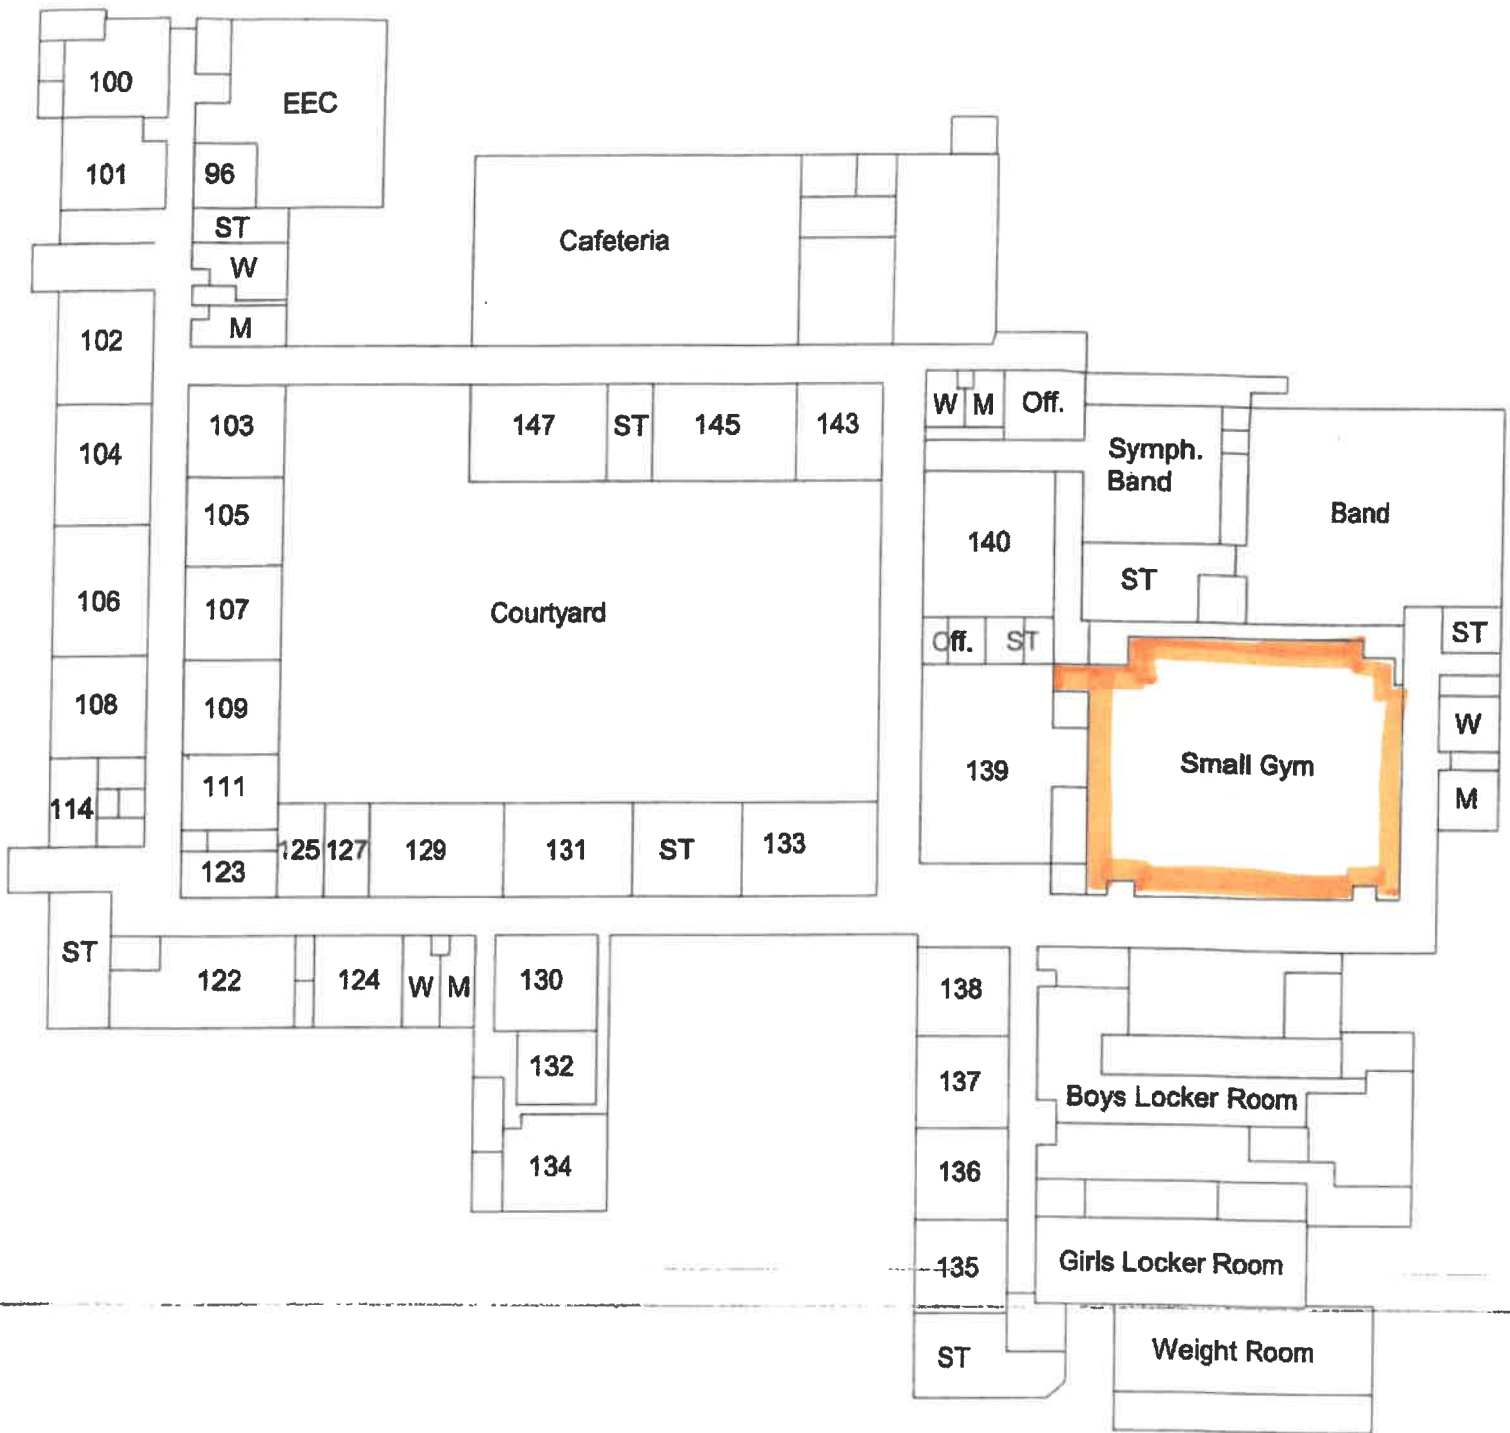 100
EEC
101
96
ST
W
M
Cafeteria
102
103
104
105
106
107
108
109
111
114
123
125
127
129
131
ST
133
147
ST
145
143
Courtyard
W
M
Off.
Symph.
Band
Band
140
ST
Off.
ST
ST
139
Small Gym
W
M
ST
122
124
W
M
130
132
134
138
137
136
135
ST
Boys Locker Room
Girls Locker Room
Weight Room